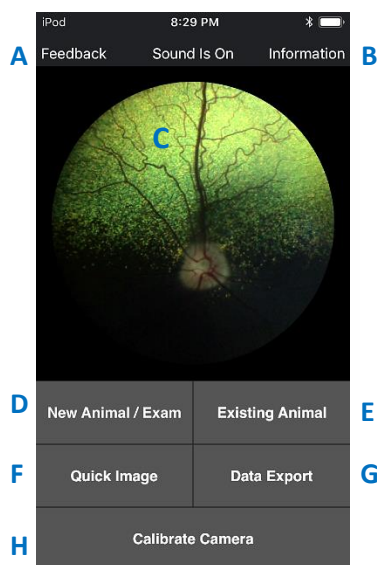 iPod 8:29 PM
A Feedback Sound Is On Information B
C
D New Animal / Exam Existing Animal E
F Quick Image Data Export G
H Calibrate Camera